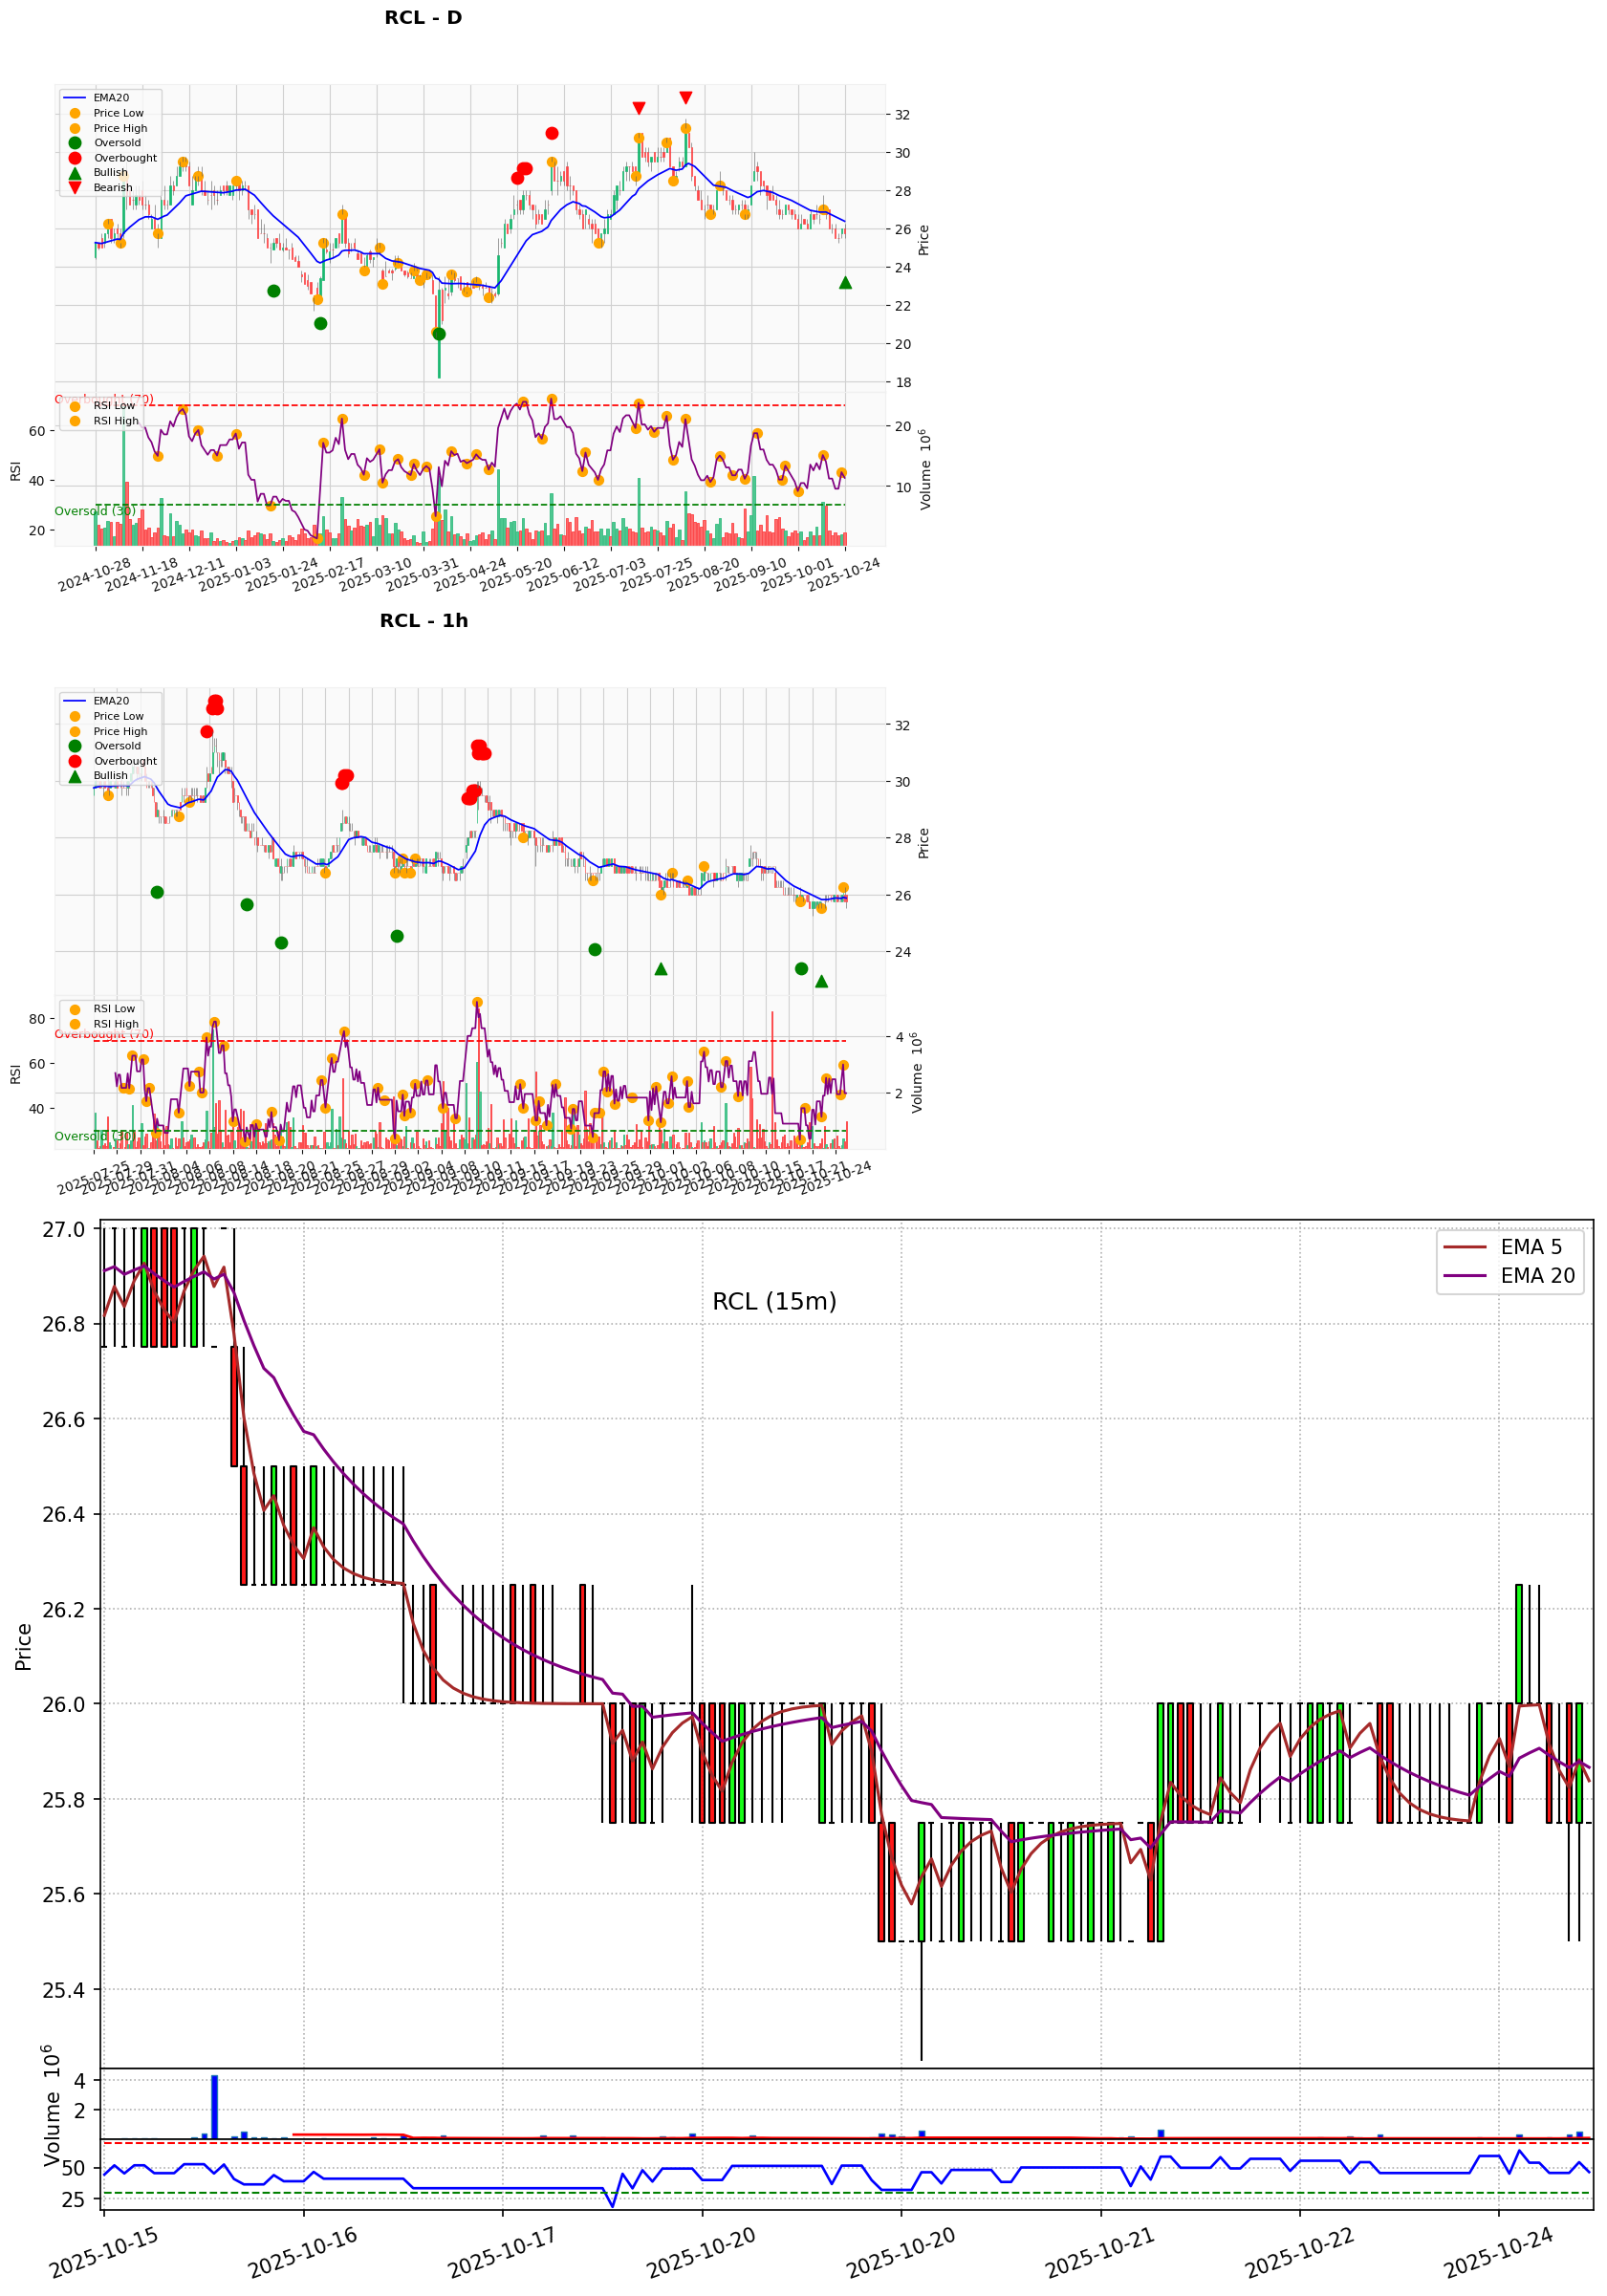 RCL - D
EMA20
Price Low
Price High
Oversold
Overbought
Bullish
Bearish
32
30
28
26
24
22
20
18
Price
Overbought (70)
RSI Low
RSI High
Oversold (30)
60
40
20
RSI
20
10
Volume 10^6
2024-10-28
2024-11-18
2024-12-11
2025-01-03
2025-01-24
2025-02-17
2025-03-10
2025-03-31
2025-04-24
2025-05-20
2025-06-12
2025-07-03
2025-07-25
2025-08-20
2025-09-10
2025-10-01
2025-10-24
RCL - 1h
EMA20
Price Low
Price High
Oversold
Overbought
Bullish
32
30
28
26
24
Price
RSI Low
RSI High
Overbought (70)
Oversold (30)
80
60
40
RSI
4
2
Volume 10^6
2025-10-24
RCL (15m)
EMA 5
EMA 20
27.0
26.8
26.6
26.4
26.2
26.0
25.8
25.6
25.4
Price
4
2
Volume 10^6
50
25
2025-10-15
2025-10-16
2025-10-17
2025-10-20
2025-10-20
2025-10-21
2025-10-22
2025-10-24